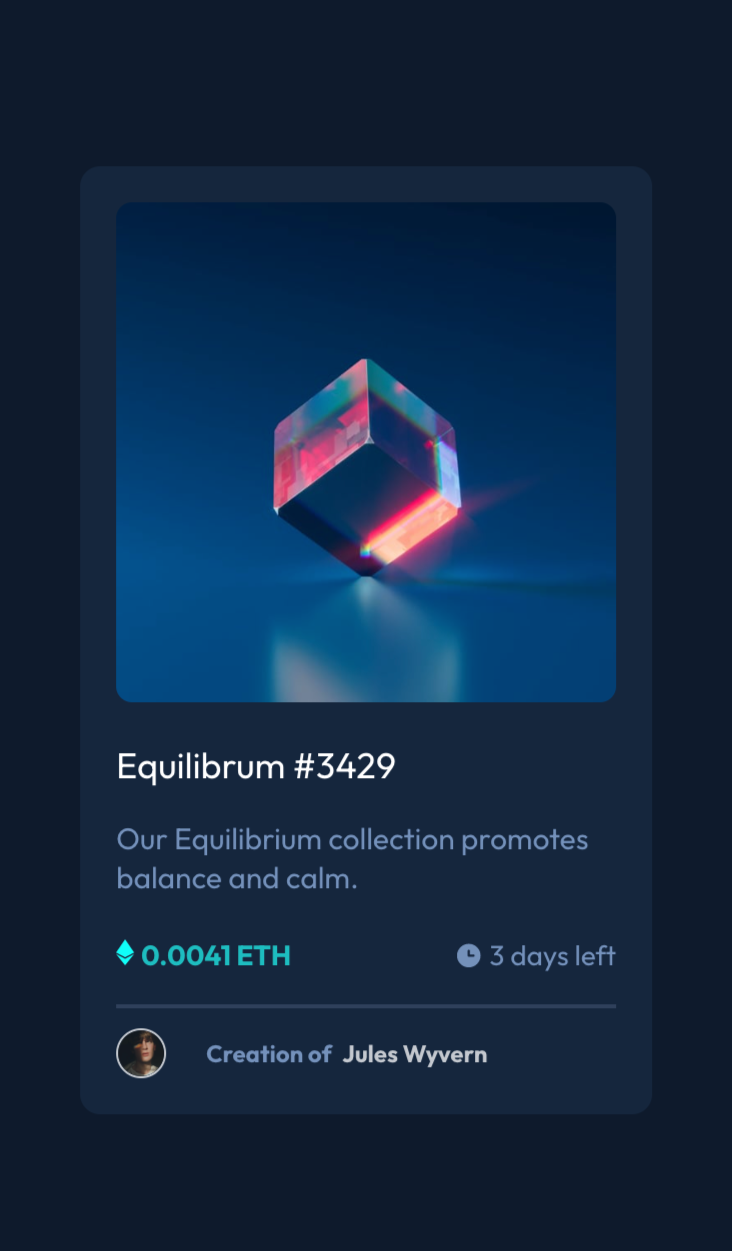 Equilibrum #3429
Our Equilibrium collection promotes
balance and calm.
0.0041 ETH
3 days left
Creation of Jules Wyvern